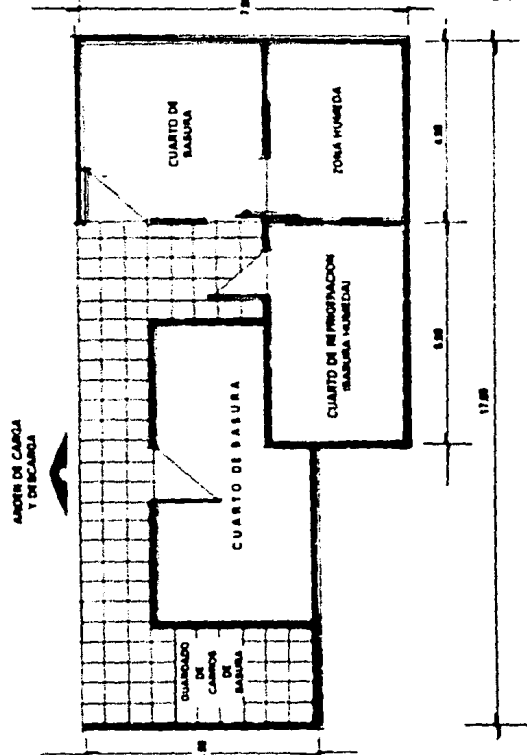 ANDEN DE CARGA
Y DESCARGA
CUARTO DE
BASURA
ZONA HUMEDA
CUARTO DE REFRIGERACION
(BASURA HUMEDA)
CUARTO DE BASURA
GUARDADO
DE
CARROS
DE
BASURA
17.00